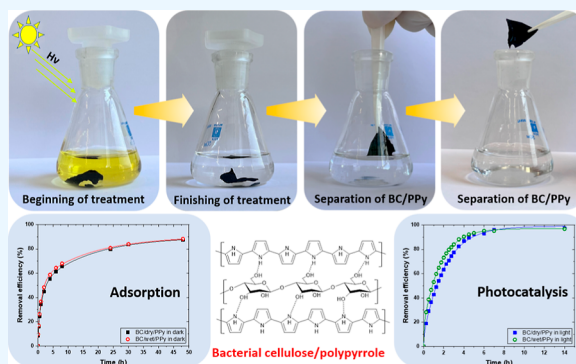 Hv
Beginning of treatment
Finishing of treatment
Separation of BC/PPy
Separation of BC/PPy
Removal efficiency (%)
100
80
60
40
20
0
Adsorption
BC/dry/PPy in dark
BC/wet/PPy in dark
0 10 20 30 40 50
Time (h)
Bacterial cellulose/polypyrrole
Removal efficiency (%)
100
80
60
40
20
0
Photocatalysis
BC/dry/PPy in light
BC/wet/PPy in light
0 2 4 6 8 10 12 14
Time (h)